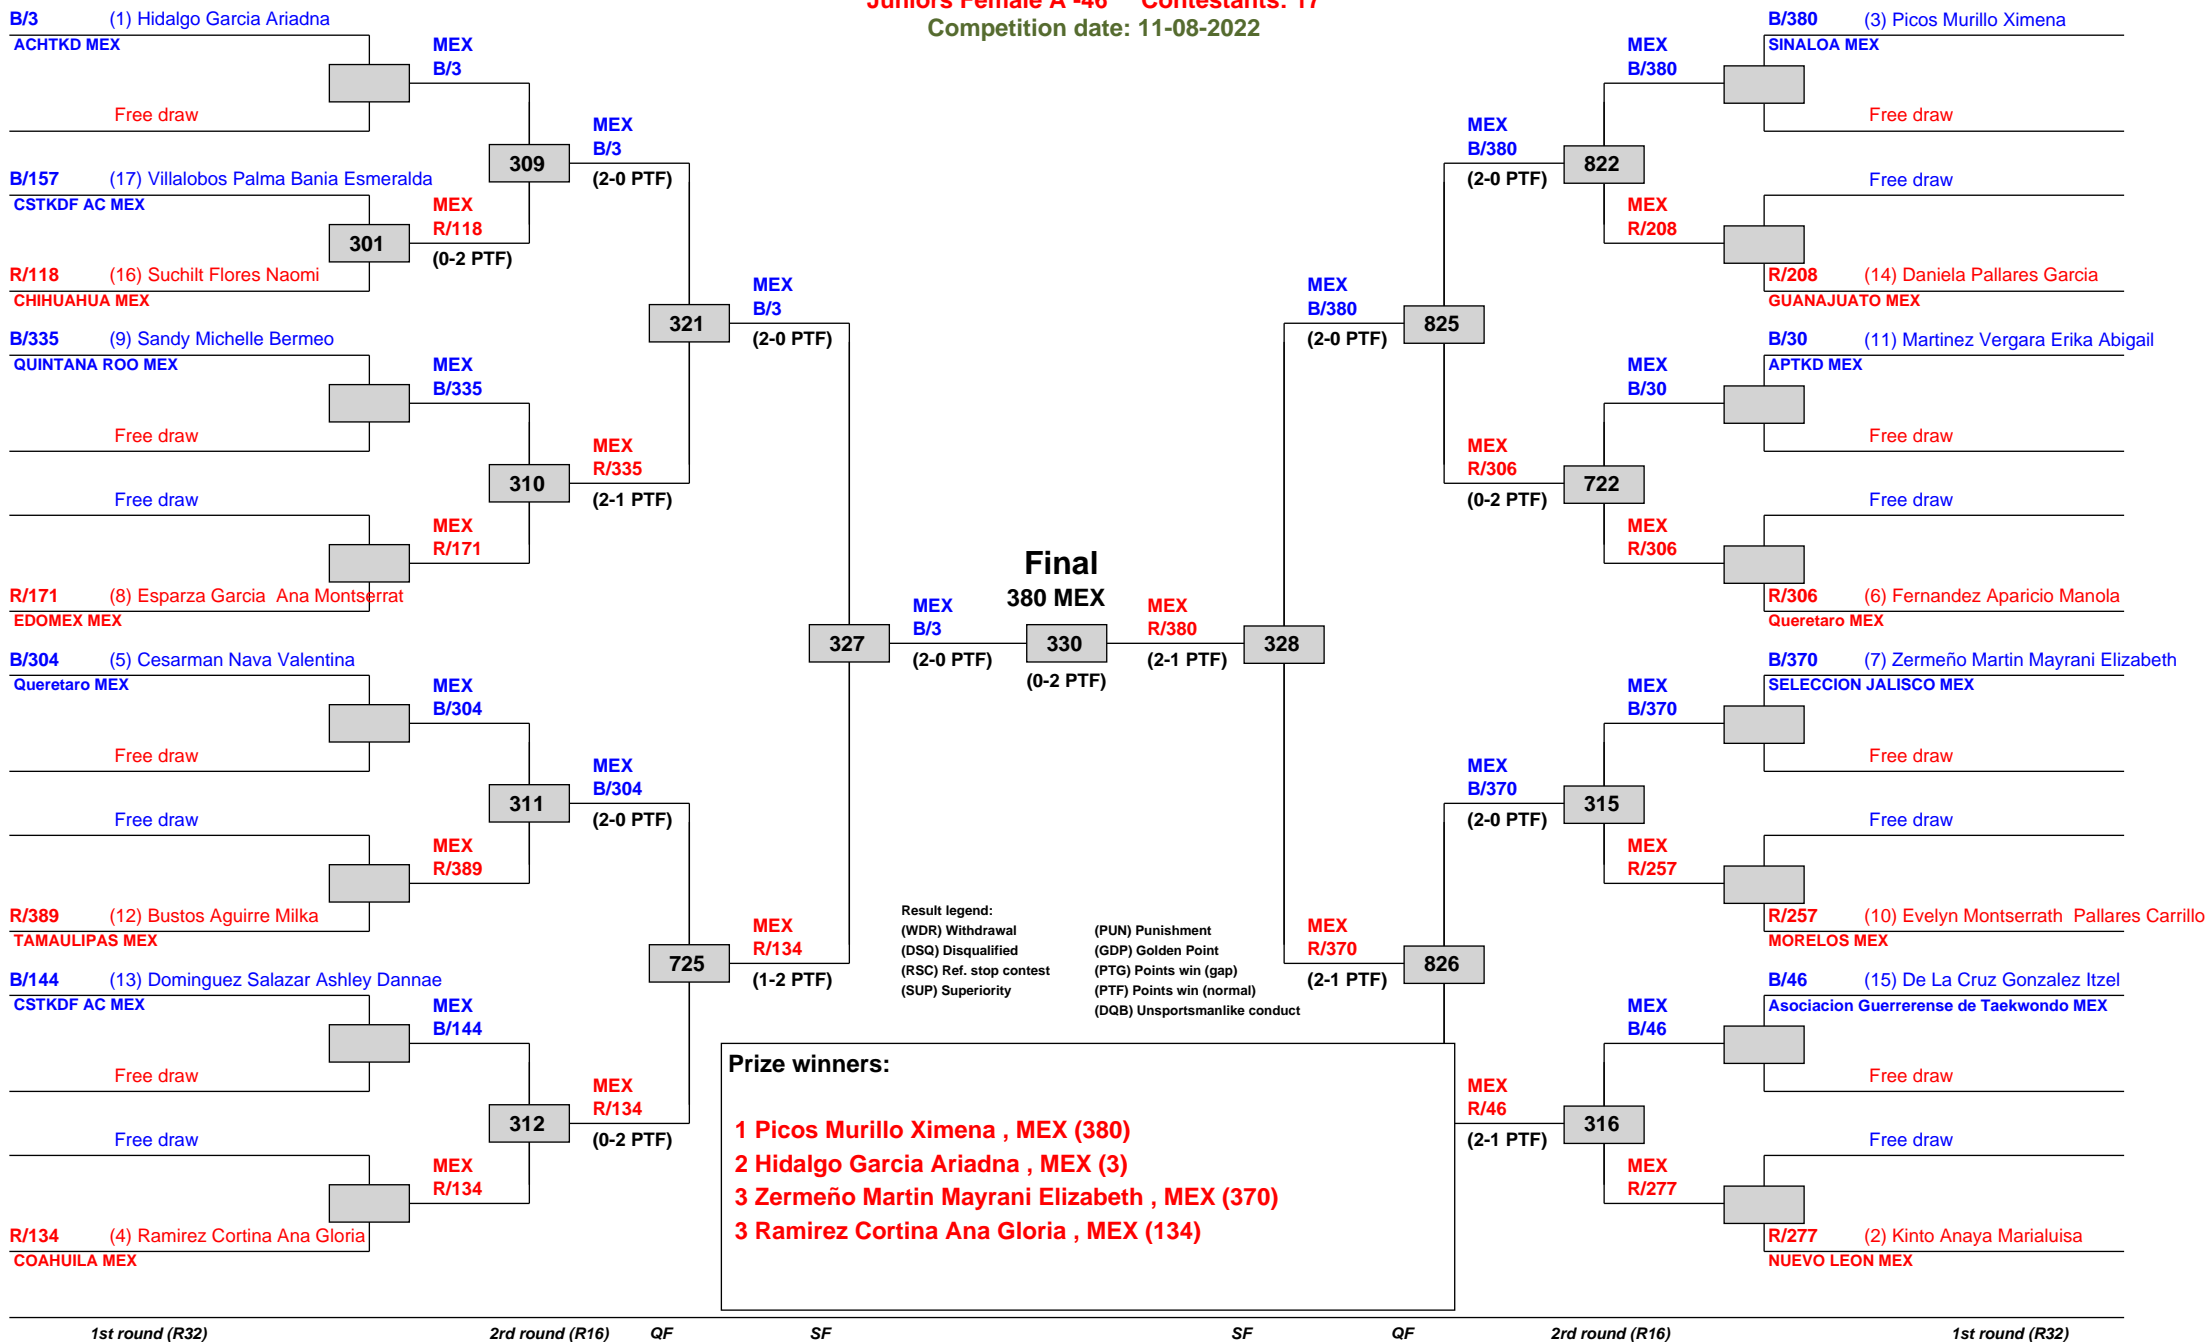 Juniors Female A -46 Contestants: 17
Competition date: 11-08-2022
B/3 (1) Hidalgo Garcia Ariadna
ACHTKD MEX
Free draw
B/157 (17) Villalobos Palma Bania Esmeralda
CSTKDF AC MEX
R/118 (16) Suchilt Flores Naomi
CHIHUAHUA MEX
B/335 (9) Sandy Michelle Bermeo
QUINTANA ROO MEX
Free draw
Free draw
R/171 (8) Esparza Garcia Ana Montserrat
EDOMEX MEX
B/304 (5) Cesarman Nava Valentina
Queretaro MEX
Free draw
Free draw
R/389 (12) Bustos Aguirre Milka
TAMAULIPAS MEX
B/144 (13) Dominguez Salazar Ashley Dannae
CSTKDF AC MEX
Free draw
Free draw
R/134 (4) Ramirez Cortina Ana Gloria
COAHUILA MEX
301
MEX
B/3
MEX
R/118
(0-2 PTF)
MEX
B/335
MEX
R/171
MEX
B/304
MEX
R/389
MEX
B/144
MEX
R/134
309
310
311
312
MEX
B/3
(2-0 PTF)
MEX
R/335
(2-1 PTF)
MEX
B/304
(2-0 PTF)
MEX
R/134
(0-2 PTF)
321
725
MEX
B/3
(2-0 PTF)
MEX
R/134
(1-2 PTF)
327
MEX
B/3
(2-0 PTF)
Final
380 MEX
330
(0-2 PTF)
MEX
R/380
(2-1 PTF)
328
MEX
B/380
(2-0 PTF)
MEX
R/370
(2-1 PTF)
825
826
MEX
B/380
(2-0 PTF)
MEX
R/306
(0-2 PTF)
MEX
B/370
(2-0 PTF)
MEX
R/46
(2-1 PTF)
822
722
315
316
MEX
B/380
MEX
R/208
MEX
B/30
MEX
R/306
MEX
B/370
MEX
R/257
MEX
B/46
MEX
R/277
B/380 (3) Picos Murillo Ximena
SINALOA MEX
Free draw
Free draw
R/208 (14) Daniela Pallares Garcia
GUANAJUATO MEX
B/30 (11) Martinez Vergara Erika Abigail
APTKD MEX
Free draw
Free draw
R/306 (6) Fernandez Aparicio Manola
Queretaro MEX
B/370 (7) Zermeño Martin Mayrani Elizabeth
SELECCION JALISCO MEX
Free draw
Free draw
R/257 (10) Evelyn Montserrath Pallares Carrillo
MORELOS MEX
B/46 (15) De La Cruz Gonzalez Itzel
Asociacion Guerrerense de Taekwondo MEX
Free draw
Free draw
R/277 (2) Kinto Anaya Marialuisa
NUEVO LEON MEX
Result legend:
(WDR) Withdrawal
(DSQ) Disqualified
(RSC) Ref. stop contest
(SUP) Superiority
(PUN) Punishment
(GDP) Golden Point
(PTG) Points win (gap)
(PTF) Points win (normal)
(DQB) Unsportsmanlike conduct
Prize winners:
1 Picos Murillo Ximena , MEX (380)
2 Hidalgo Garcia Ariadna , MEX (3)
3 Zermeño Martin Mayrani Elizabeth , MEX (370)
3 Ramirez Cortina Ana Gloria , MEX (134)
1st round (R32) 2rd round (R16) QF SF SF QF 2rd round (R16) 1st round (R32)